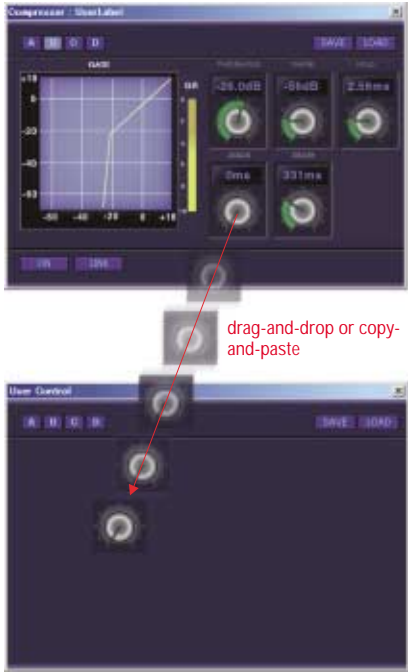 Compressor : UserLabel
A B C D
SAVE LOAD
GATE
GR
-26.0dB
-56dB
2.56ms
+18
0
-20
-40
-60
-60 -40 -20 0 +18
0ms
331ms
ON LINK
drag-and-drop or copy-
and-paste
User Control
A B C D
SAVE LOAD